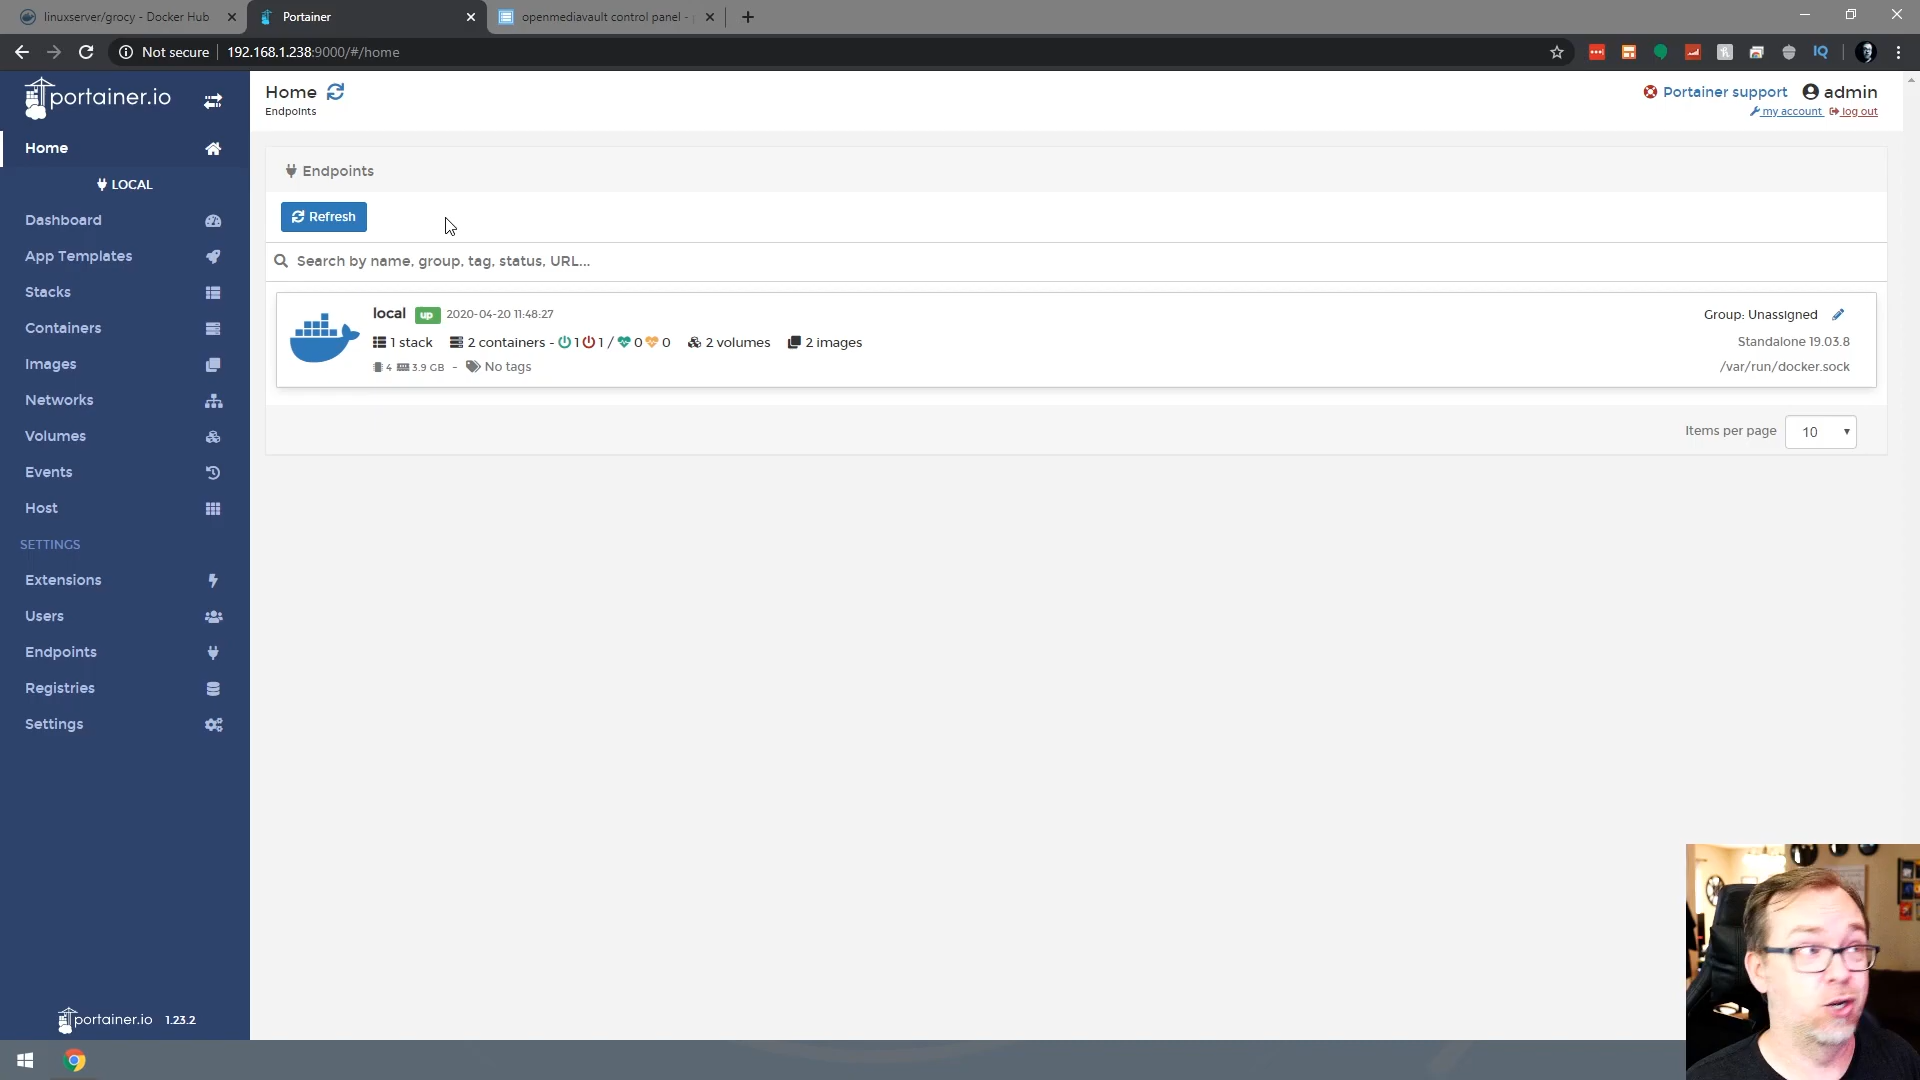 linuxserver/grocy - Docker Hub
Portainer
openmediavault control panel -
Not secure
192.168.1.238:9000/#/home
IQ
portainer.io
Home
LOCAL
Dashboard
App Templates
Stacks
Containers
Images
Networks
Volumes
Events
Host
SETTINGS
Extensions
Users
Endpoints
Registries
Settings
portainer.io 1.23.2
Home
Endpoints
Portainer support
admin
my account
log out
Endpoints
Refresh
Search by name, group, tag, status, URL...
local up 2020-04-20 11:48:27
1 stack 2 containers - 1 1 / 0 0 2 volumes 2 images
4 3.9 GB - No tags
Group: Unassigned
Standalone 19.03.8
/var/run/docker.sock
Items per page 10